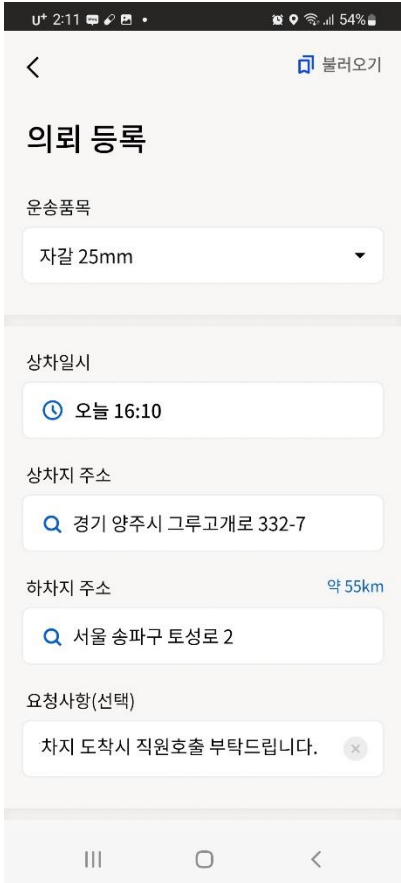 U⁺ 2:11
54%
불러오기
의뢰 등록
운송품목
자갈 25mm
상차일시
오늘 16:10
상차지 주소
경기 양주시 그루고개로 332-7
하차지 주소
약 55km
서울 송파구 토성로 2
요청사항(선택)
차지 도착시 직원호출 부탁드립니다.